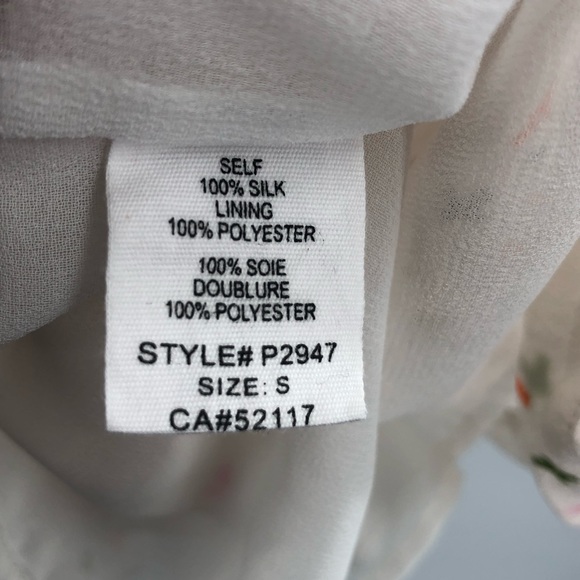 SELF
100% SILK
LINING
100% POLYESTER
100% SOIE
DOUBLURE
100% POLYESTER
STYLE# P2947
SIZE: S
CA#52117